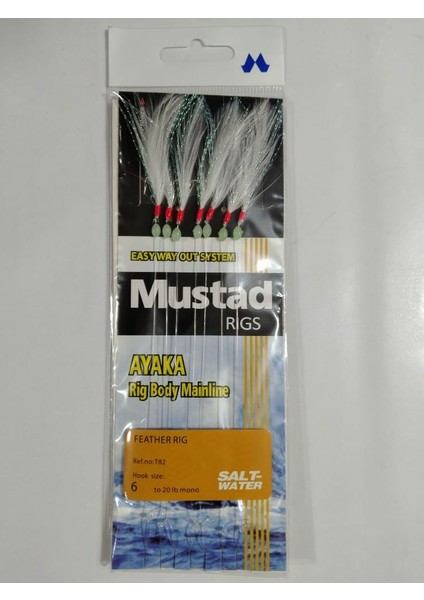 EASY WAY OUT SYSTEM
Mustad
RIGS
AYAKA
Rig Body Mainline
FEATHER RIG
Ref.no:T82
Hook size:
6 to 20 lb mono
SALT-
WATER